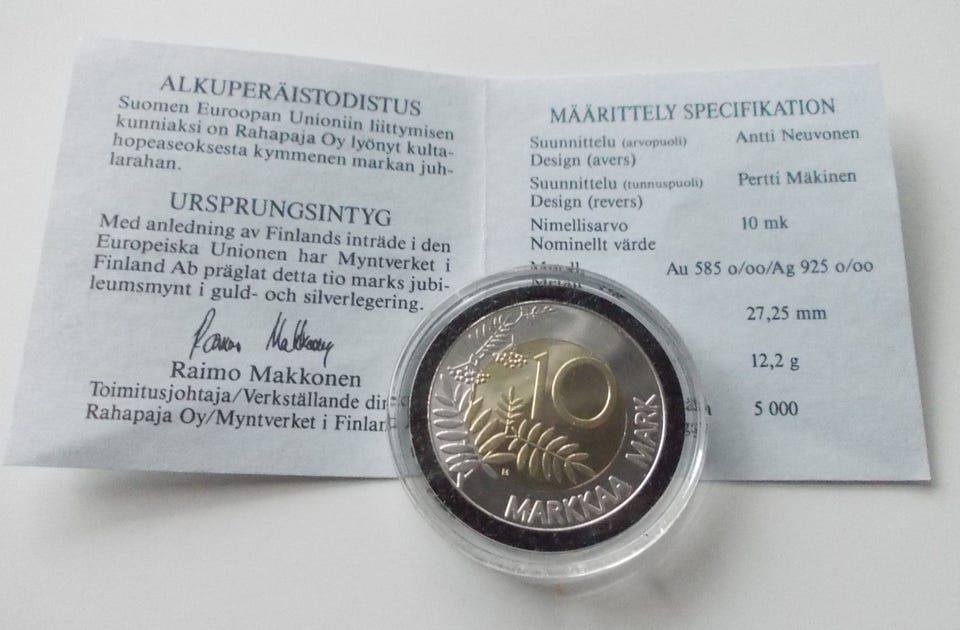 ALKUPERÄISTODISTUS
Suomen Euroopan Unioniin liittymisen
kunniaksi on Rahapaja Oy lyönyt kulta-
hopeaseoksesta kymmenen markan juh-
larahan.
URSPRUNGSINTYG
Med anledning av Finlands inträde i den
Europeiska Unionen har Myntverket i
Finland Ab präglat detta tio marks jubi-
leumsmynt i guld- och silverlegering.
Raimo Makkonen
Raimo Makkonen
Toimitusjohtaja/Verkställande dir
Rahapaja Oy/Myntverket i Finlan
MÄÄRITTELY SPECIFIKATION
Suunnittelu (arvopuoli) Antti Neuvonen
Design (avers)
Suunnittelu (tunnuspuoli) Pertti Mäkinen
Design (revers)
Nimellisarvo 10 mk
Nominellt värde
Au 585 o/oo/Ag 925 o/oo
27,25 mm
12,2 g
5 000
10
MARKKAA MARK